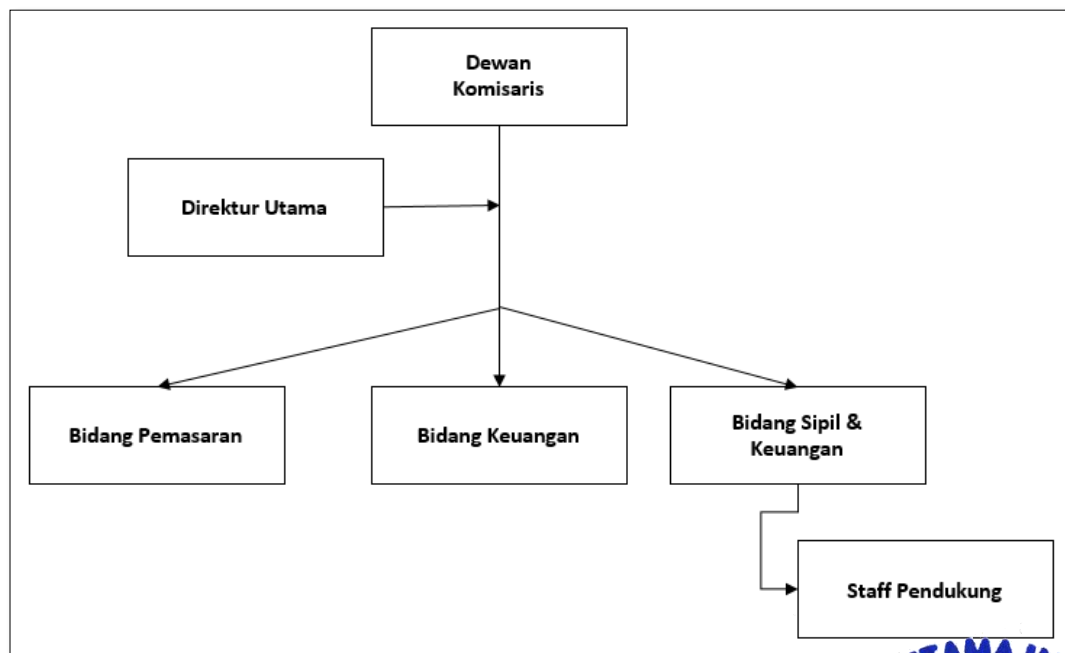 Dewan
Komisaris
Direktur Utama
Bidang Pemasaran
Bidang Keuangan
Bidang Sipil &
Keuangan
Staff Pendukung